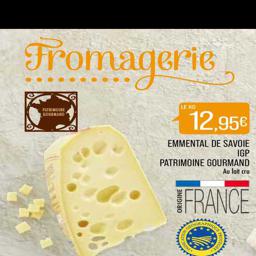 Fromagerie
PATRIMOINE
GOURMAND
LE KG
12,95€
EMMENTAL DE SAVOIE
IGP
PATRIMOINE GOURMAND
Au lait cru
ORIGINE
FRANCE